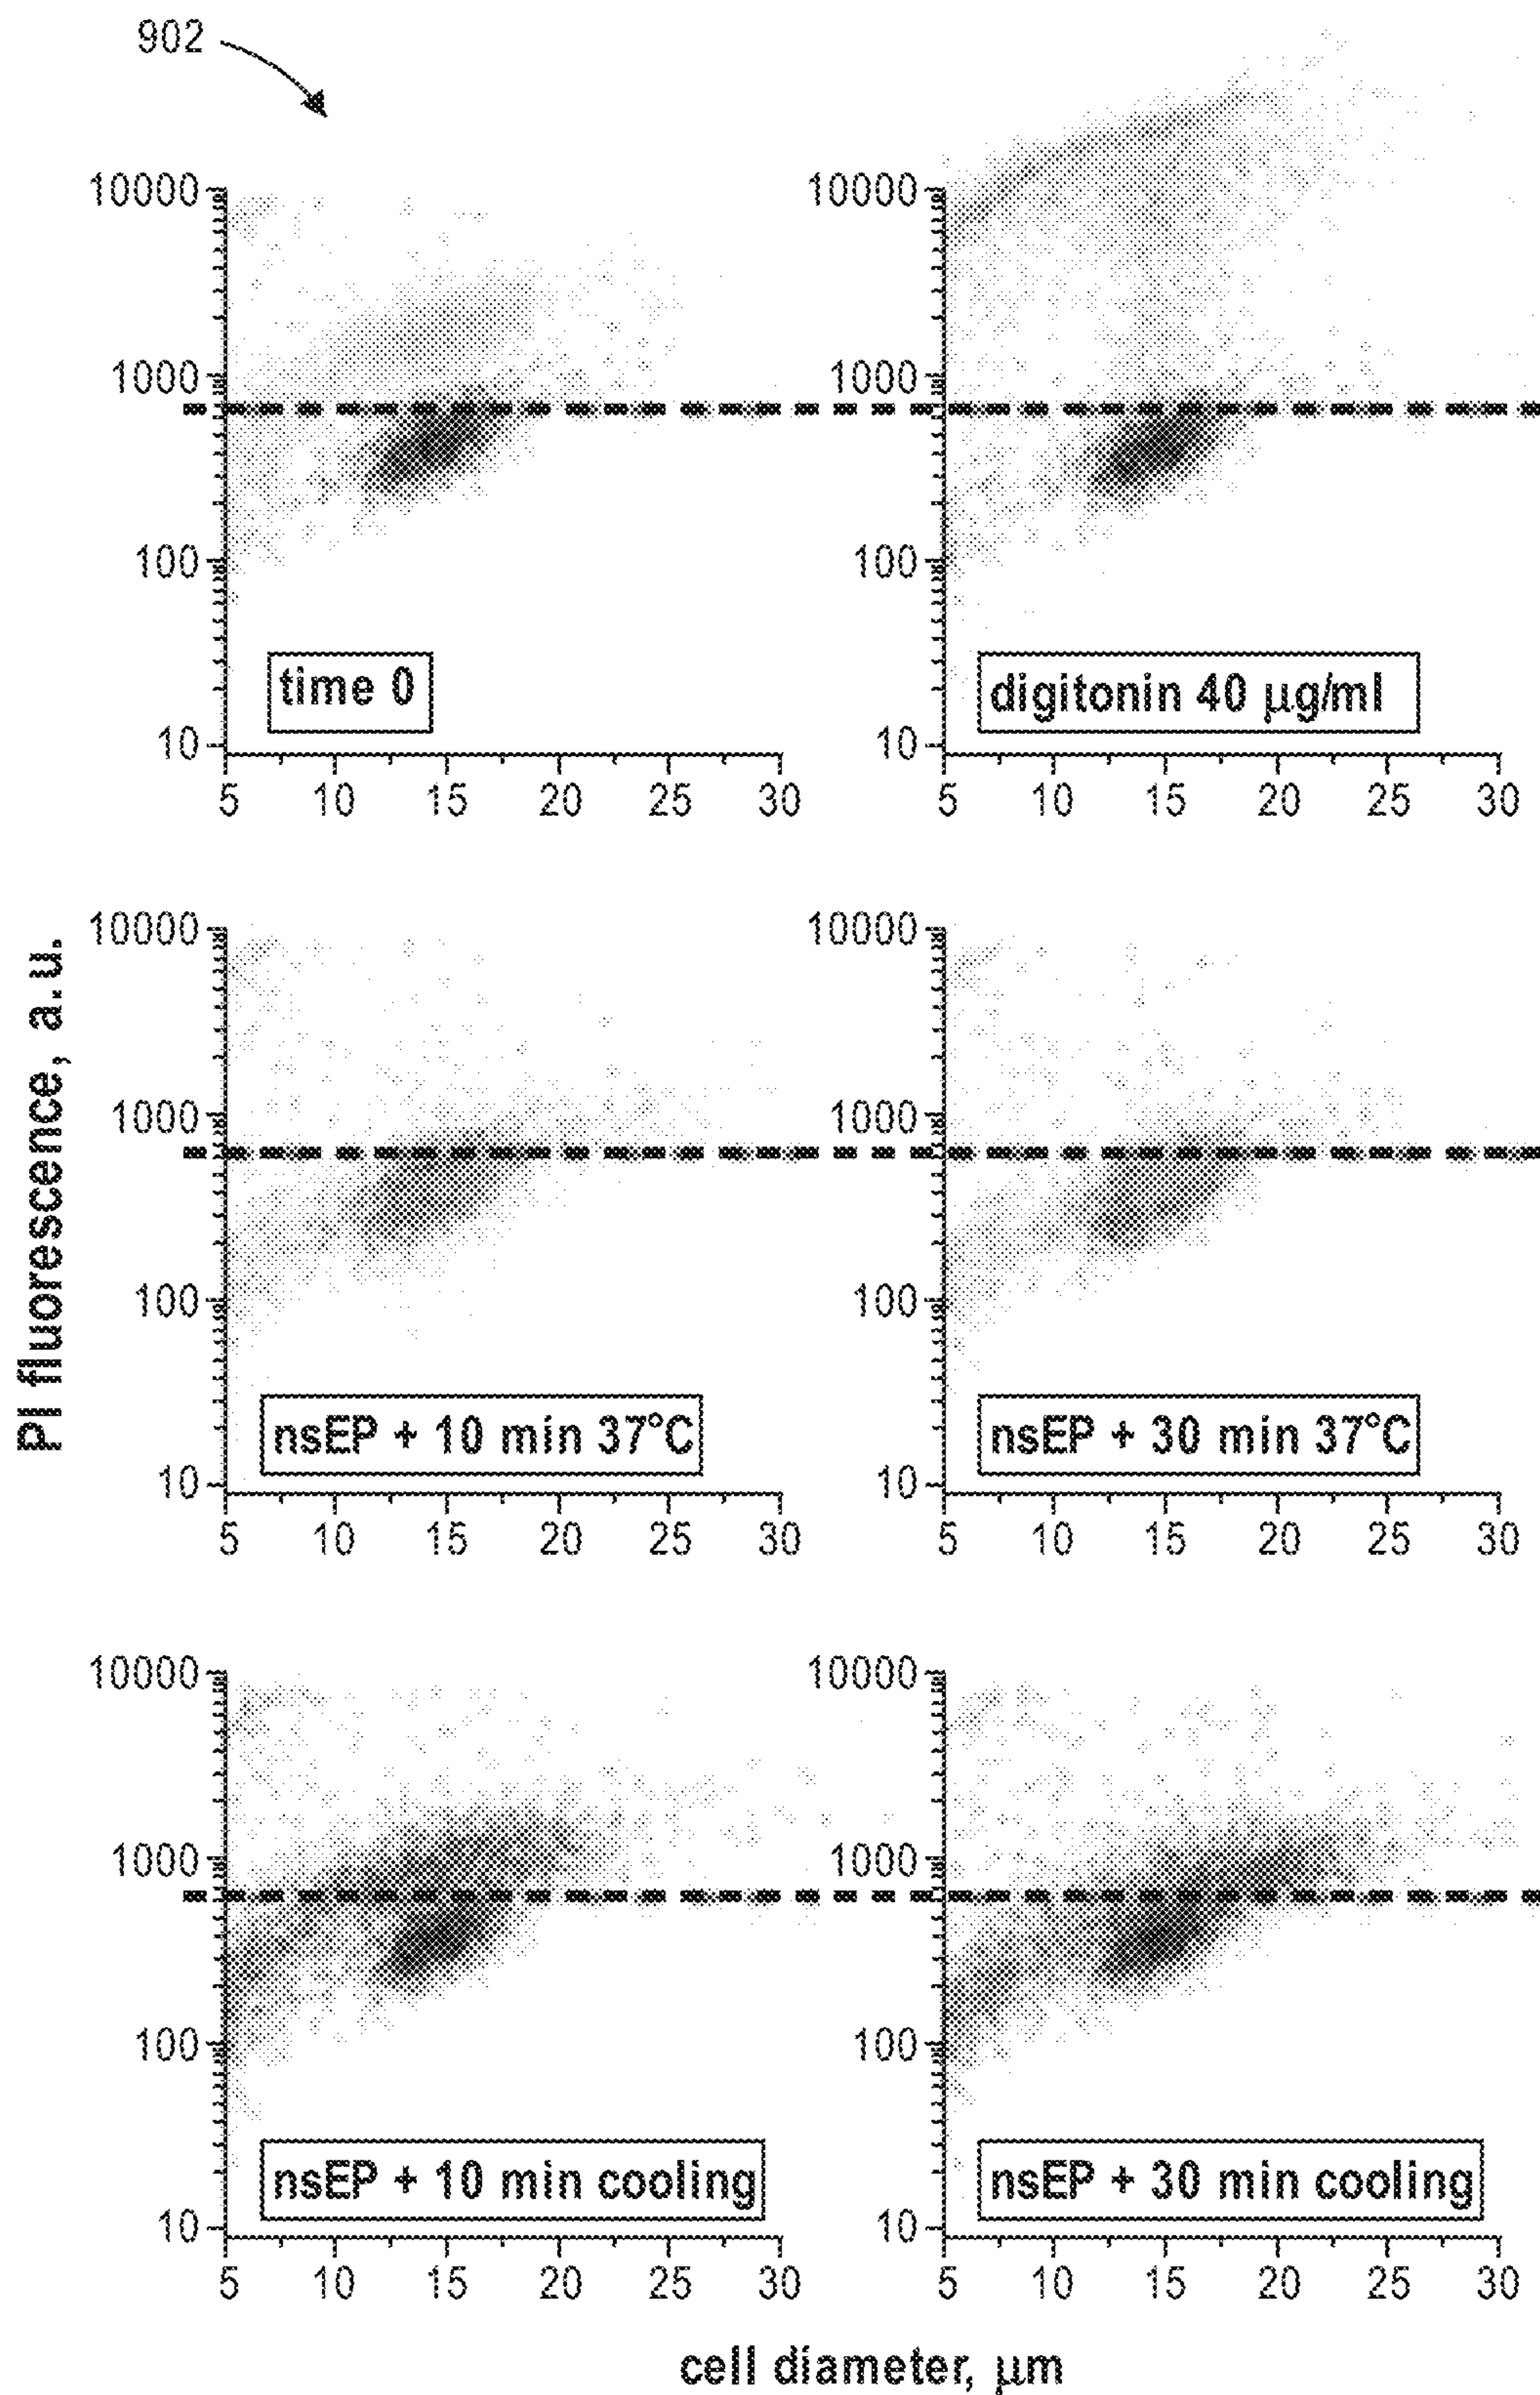 902
10000
1000
100
10
time 0
5 10 15 20 25 30
10000
1000
100
10
digitonin 40 µg/ml
5 10 15 20 25 30
PI fluorescence, a.u.
10000
1000
100
10
nsEP + 10 min 37°C
5 10 15 20 25 30
10000
1000
100
10
nsEP + 30 min 37°C
5 10 15 20 25 30
10000
1000
100
10
nsEP + 10 min cooling
5 10 15 20 25 30
10000
1000
100
10
nsEP + 30 min cooling
5 10 15 20 25 30
cell diameter, µm